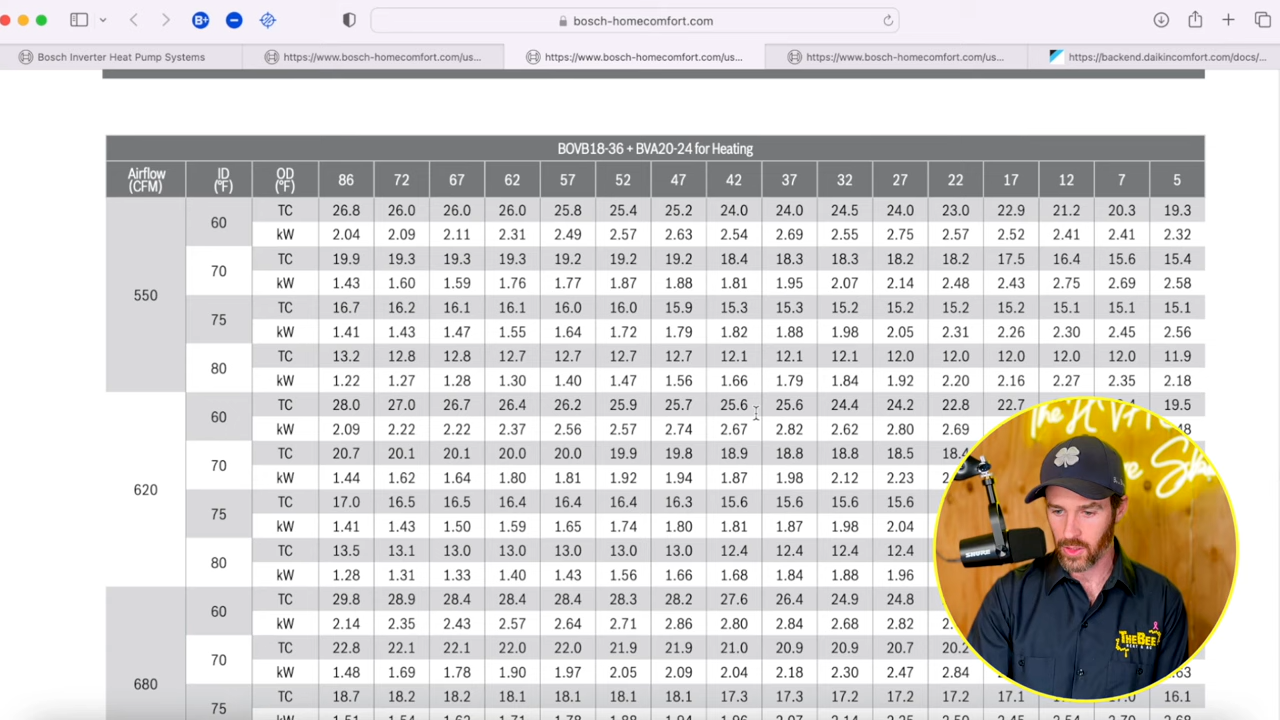 bosch-homecomfort.com
Bosch Inverter Heat Pump Systems
https://www.bosch-homecomfort.com/us...
https://www.bosch-homecomfort.com/us...
https://www.bosch-homecomfort.com/us...
https://backend.daikincomfort.com/docs/...
BOVB18-36 + BVA20-24 for Heating
Airflow (CFM) ID (°F) OD (°F) 86 72 67 62 57 52 47 42 37 32 27 22 17 12 7 5
550 60 TC 26.8 26.0 26.0 26.0 25.8 25.4 25.2 24.0 24.0 24.5 24.0 23.0 22.9 21.2 20.3 19.3
kW 2.04 2.09 2.11 2.31 2.49 2.57 2.63 2.54 2.69 2.55 2.75 2.57 2.52 2.41 2.41 2.32
70 TC 19.9 19.3 19.3 19.3 19.2 19.2 19.2 18.4 18.3 18.3 18.2 18.2 17.5 16.4 15.6 15.4
kW 1.43 1.60 1.59 1.76 1.77 1.87 1.88 1.81 1.95 2.07 2.14 2.48 2.43 2.75 2.69 2.58
75 TC 16.7 16.2 16.1 16.1 16.0 16.0 15.9 15.3 15.3 15.2 15.2 15.2 15.2 15.1 15.1 15.1
kW 1.41 1.43 1.47 1.55 1.64 1.72 1.79 1.82 1.88 1.98 2.05 2.31 2.26 2.30 2.45 2.56
80 TC 13.2 12.8 12.8 12.7 12.7 12.7 12.7 12.1 12.1 12.1 12.0 12.0 12.0 12.0 12.0 11.9
kW 1.22 1.27 1.28 1.30 1.40 1.47 1.56 1.66 1.79 1.84 1.92 2.20 2.16 2.27 2.35 2.18
620 60 TC 28.0 27.0 26.7 26.4 26.2 25.9 25.7 25.6 25.6 24.4 24.2 22.8 22.7 19.5
kW 2.09 2.22 2.26 2.37 2.56 2.57 2.74 2.67 2.82 2.62 2.80 2.69
70 TC 20.7 20.1 20.1 20.0 20.0 19.9 19.8 18.9 18.8 18.8 18.5
kW 1.44 1.62 1.64 1.80 1.81 1.92 1.94 1.87 1.98 2.12 2.23
75 TC 17.0 16.5 16.5 16.4 16.4 16.4 16.3 15.6 15.6 15.6 15.6
kW 1.41 1.43 1.50 1.59 1.65 1.74 1.80 1.81 1.87 1.98 2.04
80 TC 13.5 13.1 13.0 13.0 13.0 13.0 13.0 12.4 12.4 12.4 12.4
kW 1.28 1.31 1.33 1.40 1.43 1.56 1.66 1.68 1.84 1.88 1.96
680 60 TC 29.8 28.9 28.4 28.4 28.4 28.3 28.2 27.6 26.4 24.9 24.8
kW 2.14 2.35 2.43 2.57 2.64 2.71 2.86 2.80 2.84 2.68 2.82
70 TC 22.8 22.1 22.1 22.0 22.0 21.9 21.9 21.0 20.9 20.9 20.7
kW 1.48 1.69 1.78 1.90 1.97 2.05 2.09 2.04 2.18 2.30 2.47 2.84
75 TC 18.7 18.2 18.1 18.1 18.1 18.1 18.1 17.3 17.3 17.2 17.2 17.2 17.1 16.1
The HVAC
SHURE
THEBEE
HEAT & AC